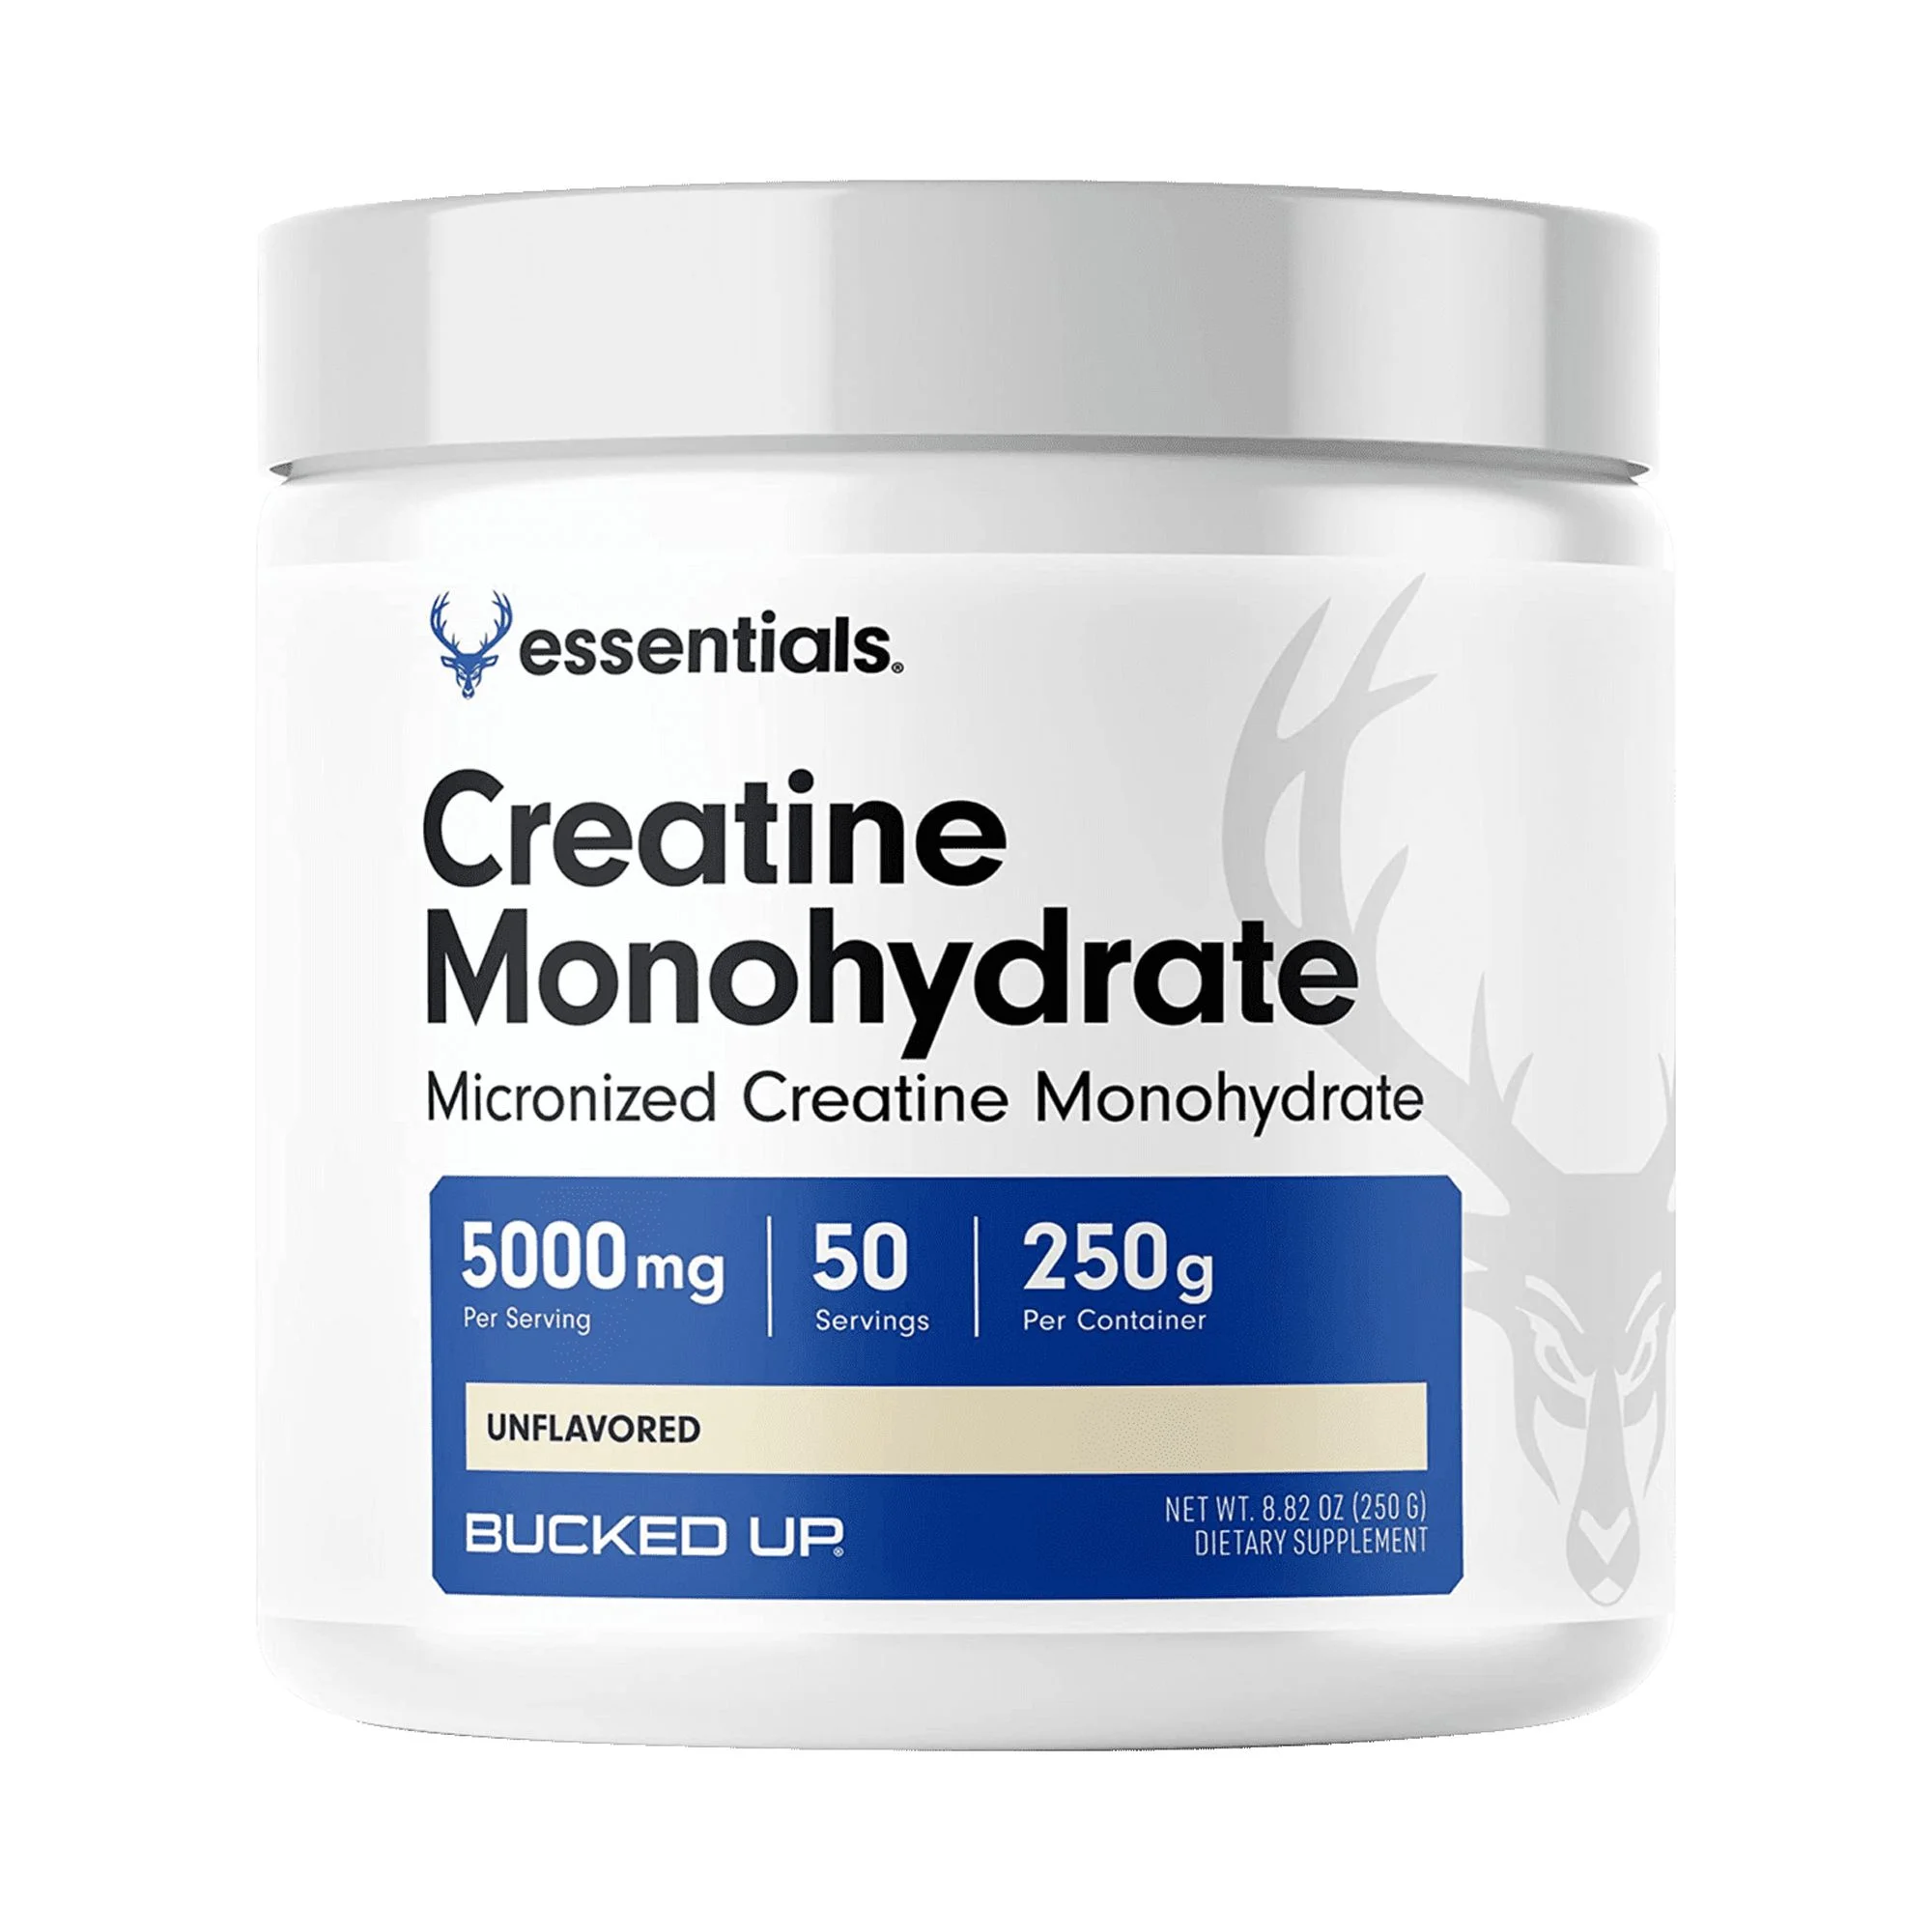 essentials®
Creatine
Monohydrate
Micronized Creatine Monohydrate
5000mg | 50 | 250g
Per Serving Servings Per Container
UNFLAVORED
BUCKED UP®
NET WT. 8.82 OZ (250 G)
DIETARY SUPPLEMENT